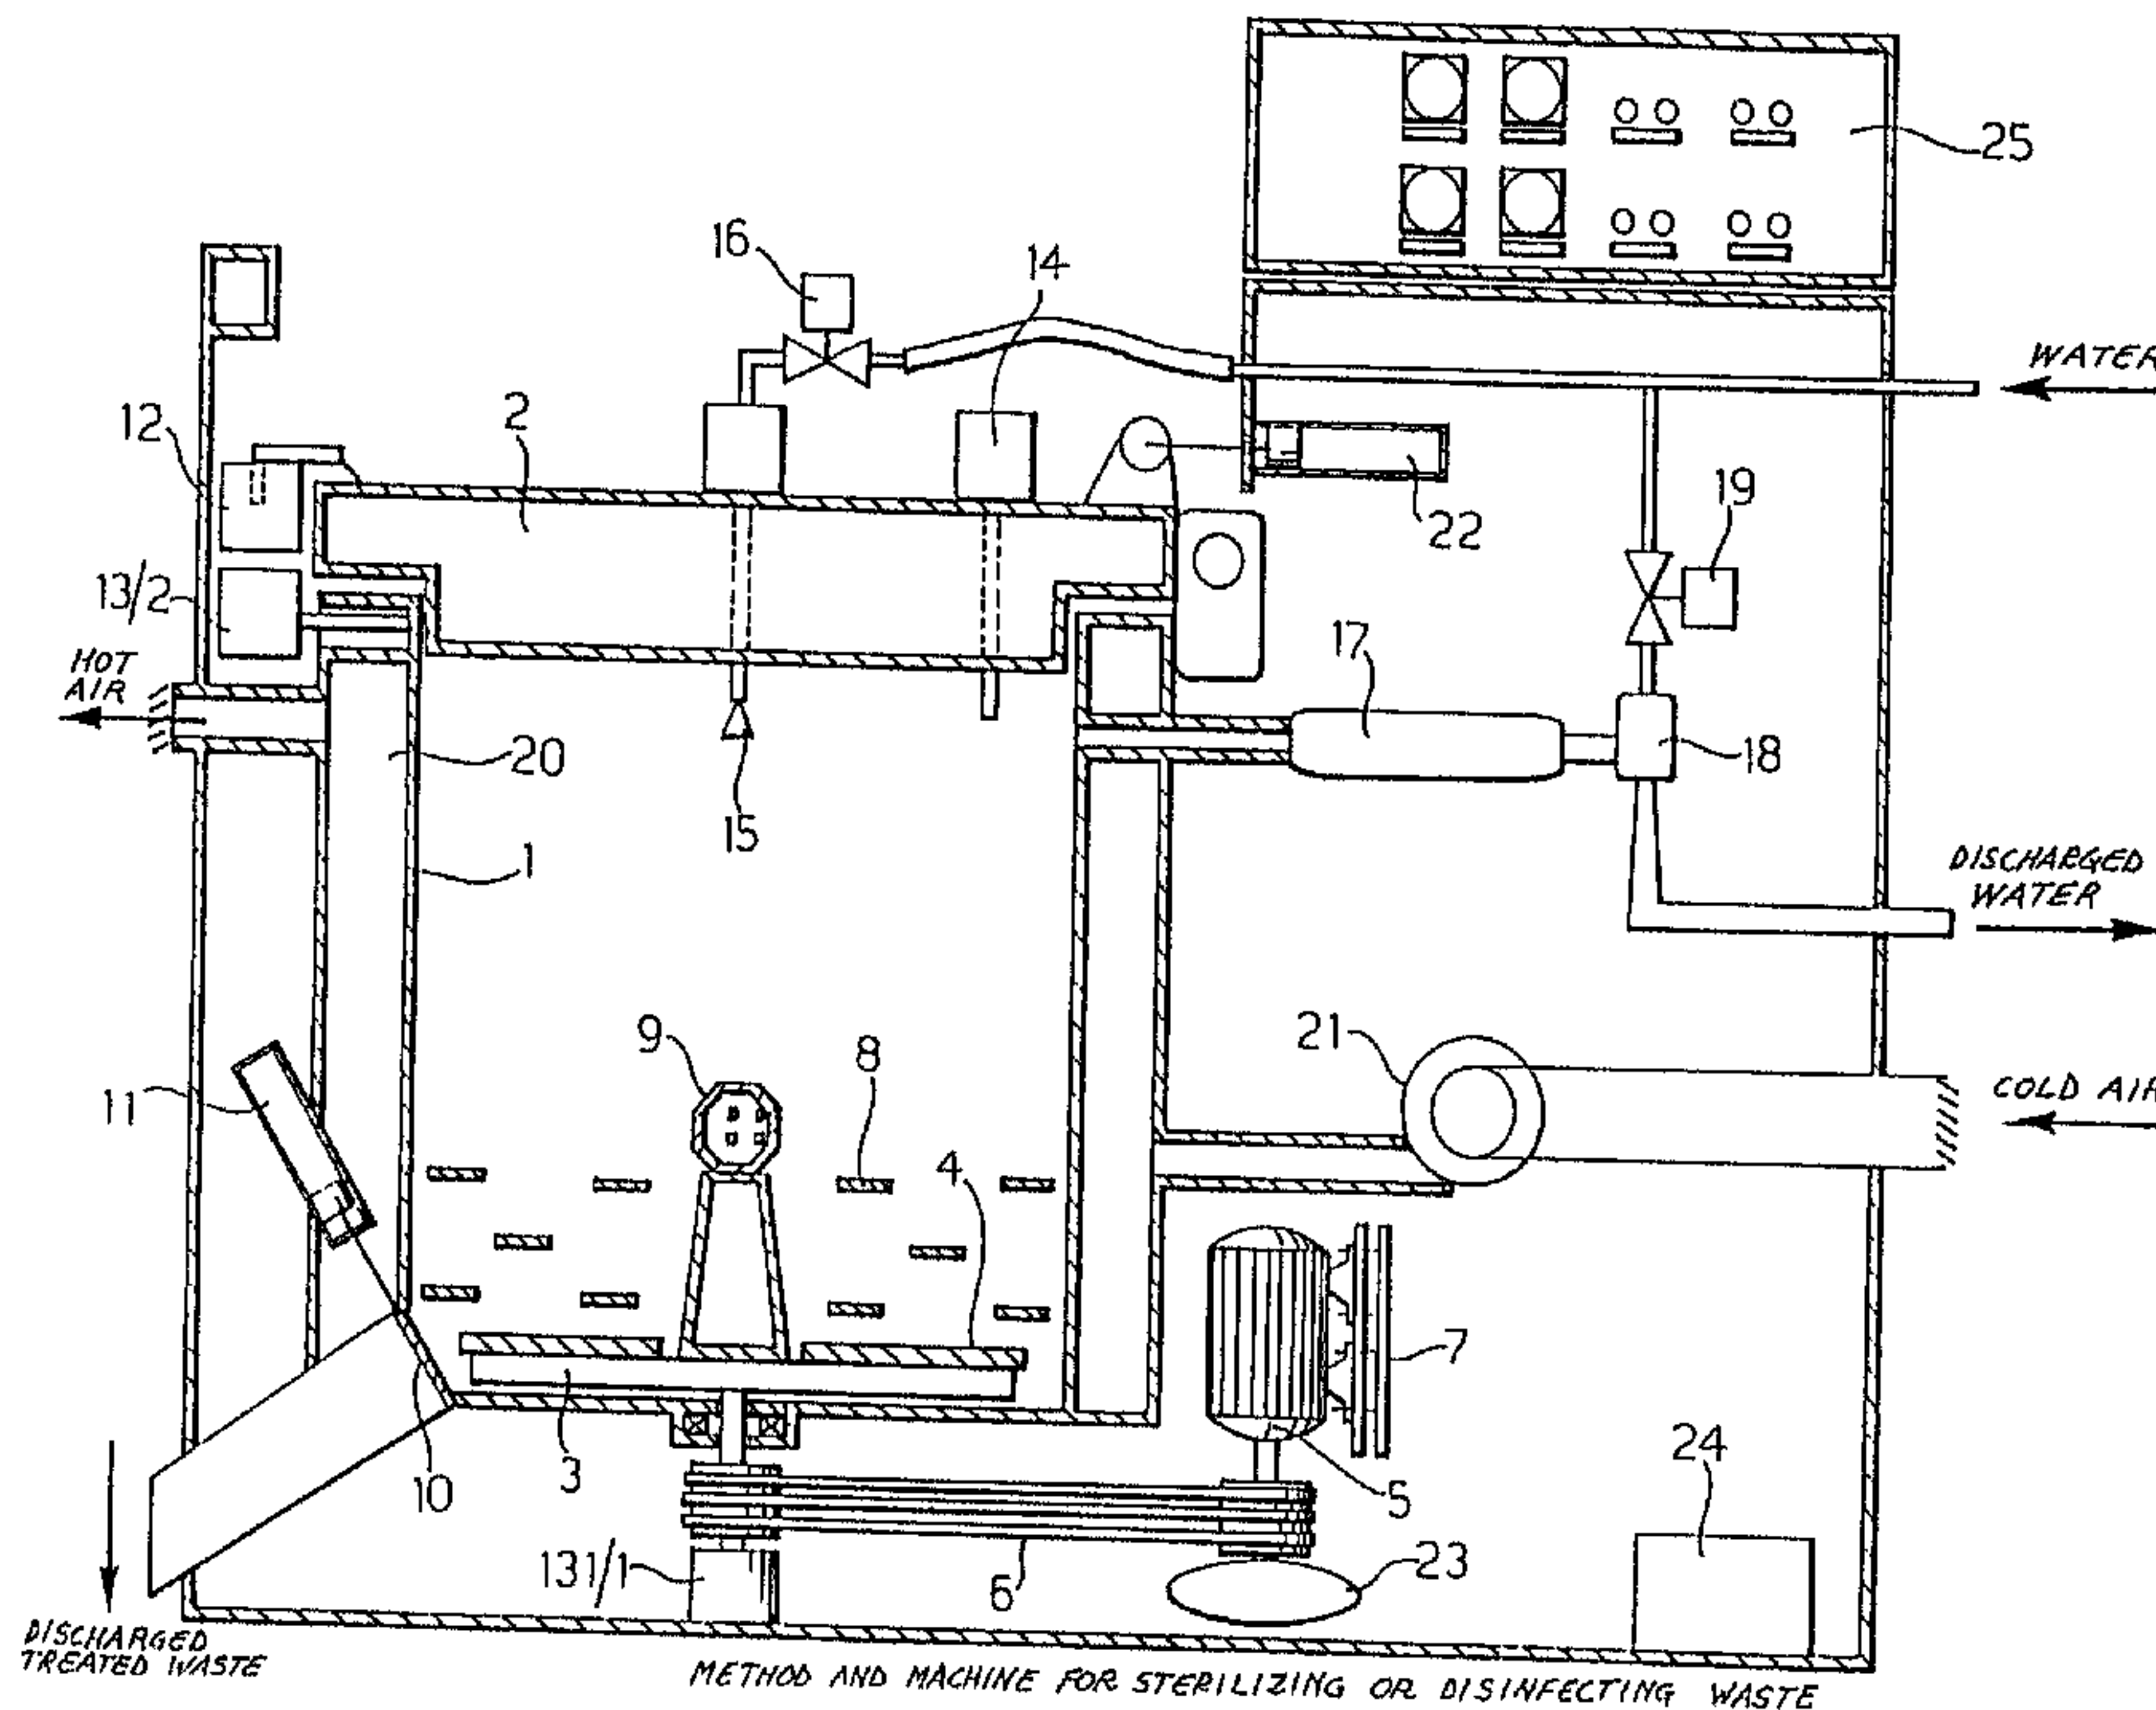 25
16
14
WATER
12
2
22
19
13/2
HOT
AIR
17
20
18
15
1
DISCHARGED
WATER
9
8
21
COLD AIR
11
4
7
10
3
5
24
131/1
6
23
DISCHARGED
TREATED WASTE
METHOD AND MACHINE FOR STERILIZING OR DISINFECTING WASTE